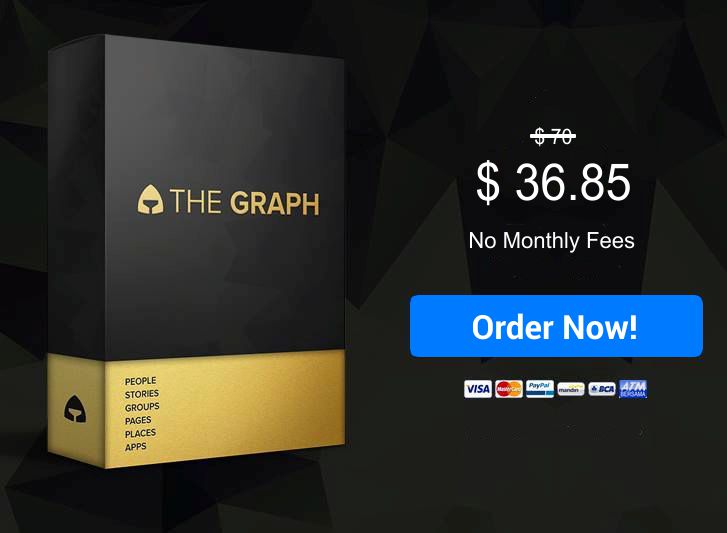 THE GRAPH
PEOPLE
STORIES
GROUPS
PAGES
PLACES
APPS
$ 70
$ 36.85
No Monthly Fees
Order Now!
VISA MasterCard PayPal mandiri BCA ATM BERSAMA